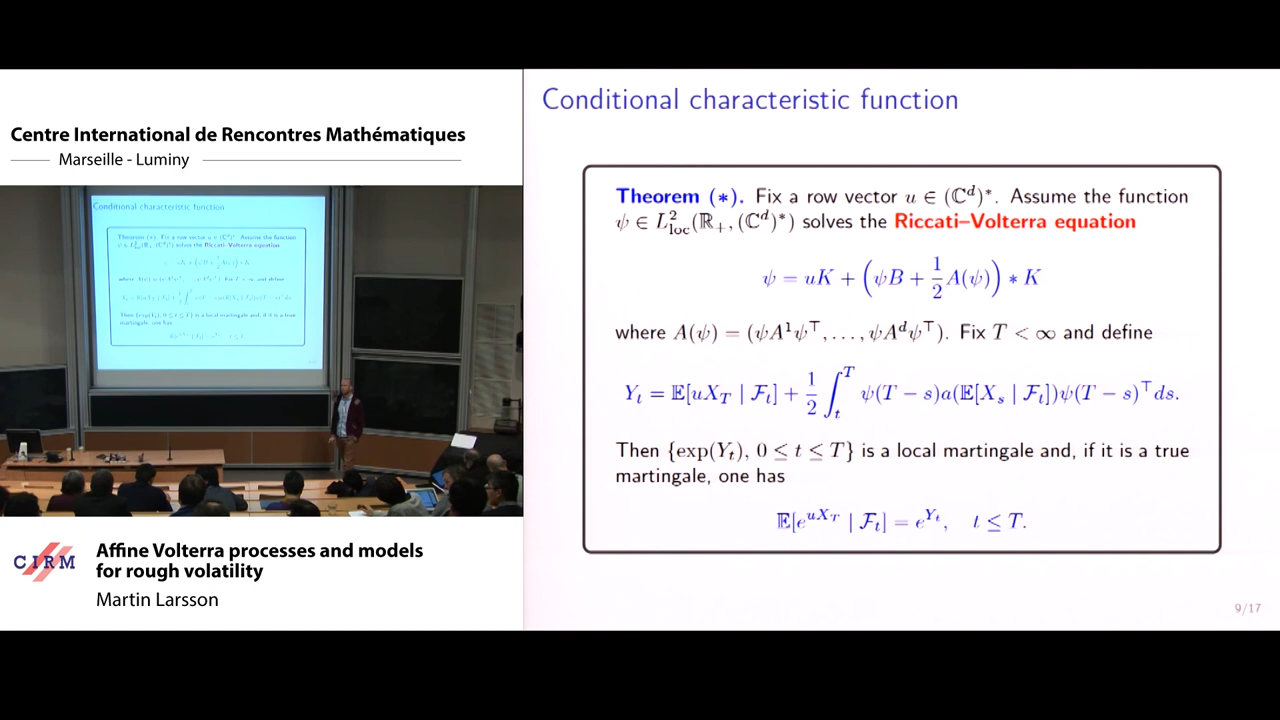 Centre International de Rencontres Mathématiques
Marseille - Luminy
Conditional characteristic function
CIRM
Affine Volterra processes and models
for rough volatility
Martin Larsson
Conditional characteristic function
Theorem (∗). Fix a row vector u ∈ (ℂᵈ)*. Assume the function
ψ ∈ L²_loc(ℝ₊, (ℂᵈ)*) solves the Riccati–Volterra equation
ψ = uK + (ψB + 1/2 A(ψ)) ∗ K
where A(ψ) = (ψA¹ψ⊤, . . . , ψAᵈψ⊤). Fix T < ∞ and define
Y_t = 𝔼[uX_T | ℱ_t] + 1/2 ∫_t^T ψ(T − s)a(𝔼[X_s | ℱ_t])ψ(T − s)⊤ds.
Then {exp(Y_t), 0 ≤ t ≤ T} is a local martingale and, if it is a true
martingale, one has
𝔼[e^{uX_T} | ℱ_t] = e^{Y_t}, t ≤ T.
9/17